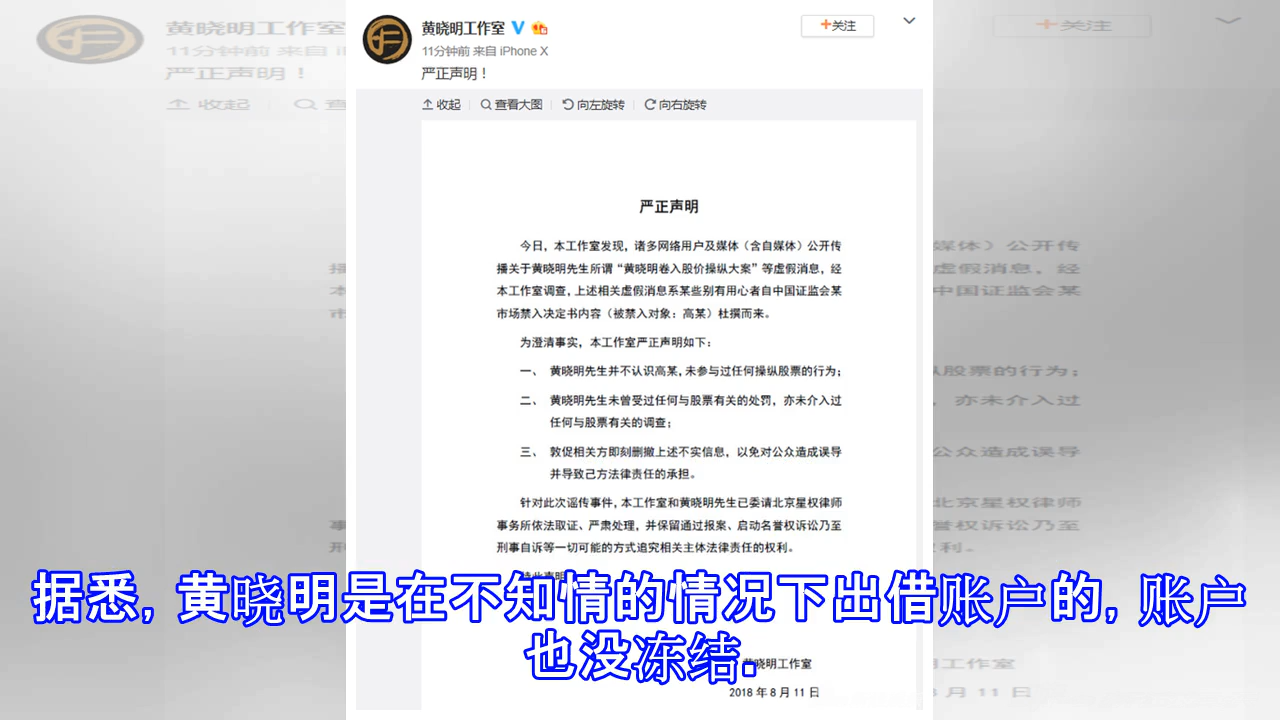 黄晓明工作室
+关注
11分钟前 来自 iPhone X
严正声明！
收起
查看大图
向左旋转
向右旋转
严正声明
今日，本工作室发现，诸多网络用户及媒体（含自媒体）公开传
播关于黄晓明先生所谓“黄晓明卷入股价操纵大案”等虚假消息，经
本工作室调查，上述相关虚假消息系某些别有用心者自中国证监会某
市场禁入决定书内容（被禁入对象：高某）杜撰而来。
为澄清事实，本工作室严正声明如下：
一、 黄晓明先生并不认识高某，未参与过任何操纵股票的行为；
二、 黄晓明先生未曾受过任何与股票有关的处罚，亦未介入过
任何与股票有关的调查；
三、 敦促相关方即刻删撤上述不实信息，以免对公众造成误导
并导致己方法律责任的承担。
针对此次谣传事件，本工作室和黄晓明先生已委请北京星权律师
事务所依法取证、严肃处理，并保留通过报案、启动名誉权诉讼乃至
刑事自诉等一切可能的方式追究相关主体法律责任的权利。
据悉, 黄晓明是在不知情的情况下出借账户的, 账户
也没冻结.
黄晓明工作室
2018 年 8 月 11 日